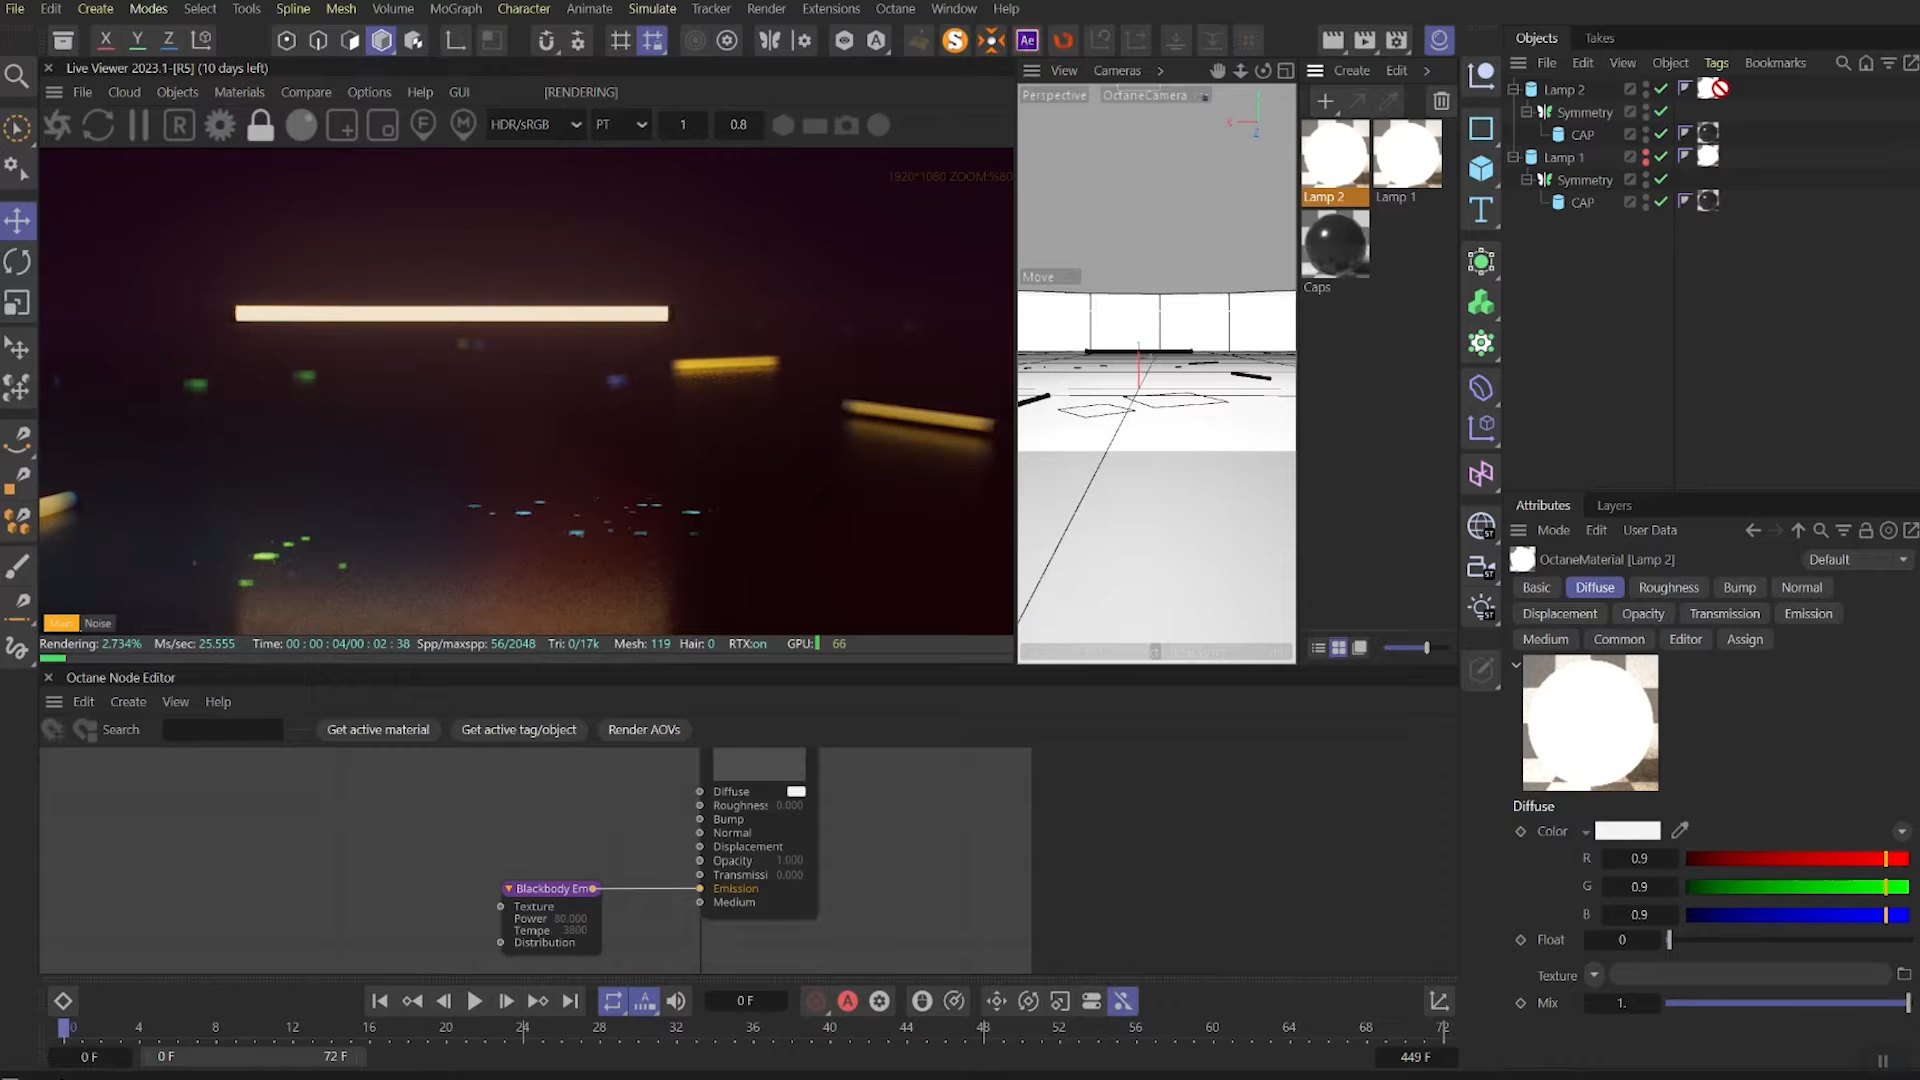 File Edit Create Modes Select Tools Spline Mesh Volume MoGraph Character Animate Simulate Tracker Render Extensions Octane Window Help
X Y Z
Ae
Objects Takes
Live Viewer 2023.1-[R5] (10 days left)
File Cloud Objects Materials Compare Options Help GUI [RENDERING]
HDR/sRGB PT 1 0.8
1920*1080 ZOOM:%80
View Cameras
Perspective OctaneCamera
Move
Create Edit
Lamp 2 Lamp 1
Caps
File Edit View Object Tags Bookmarks
Lamp 2
Symmetry
CAP
Lamp 1
Symmetry
CAP
Noise
Rendering: 2.734% Ms/sec: 25.555 Time: 00 : 00 : 04/00 : 02 : 38 Spp/maxspp: 56/2048 Tri: 0/17k Mesh: 119 Hair: 0 RTX:on GPU: 66
Octane Node Editor
Edit Create View Help
Search Get active material Get active tag/object Render AOVs
Diffuse
Roughness 0.000
Bump
Normal
Displacement
Opacity 1.000
Transmissi 0.000
Emission
Medium
Blackbody Em
Texture
Power 80.000
Tempe 3800
Distribution
Attributes Layers
Mode Edit User Data
OctaneMaterial [Lamp 2] Default
Basic Diffuse Roughness Bump Normal
Displacement Opacity Transmission Emission
Medium Common Editor Assign
Diffuse
Color
R 0.9
G 0.9
B 0.9
Float 0
Texture
Mix 1.
0 F
0 4 8 12 16 20 24 28 32 36 40 44 48 52 56 60 64 68 72
0 F 0 F 72 F 449 F